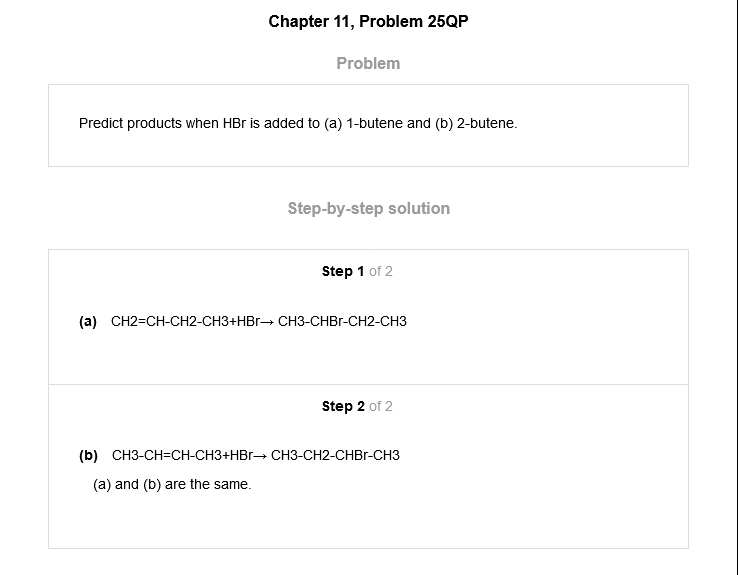 Chapter 11, Problem 25QP
Problem
Predict products when HBr is added to (a) 1-butene and (b) 2-butene.
Step-by-step solution
Step 1 of 2
(a) CH2=CH-CH2-CH3+HBr→ CH3-CHBr-CH2-CH3
Step 2 of 2
(b) CH3-CH=CH-CH3+HBr→ CH3-CH2-CHBr-CH3
(a) and (b) are the same.